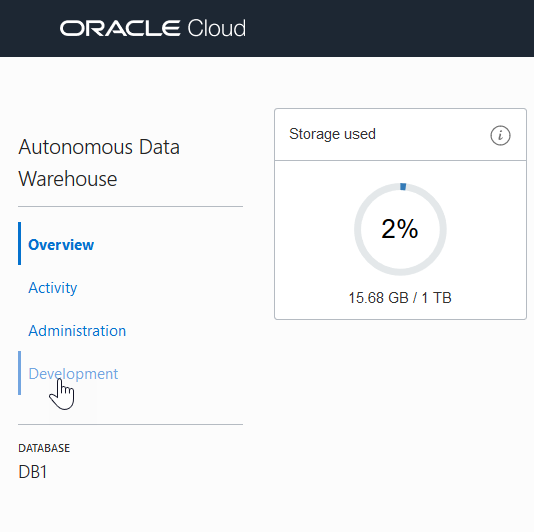 ORACLE Cloud
Autonomous Data
Warehouse
Overview
Activity
Administration
Development
DATABASE
DB1
Storage used
2%
15.68 GB / 1 TB